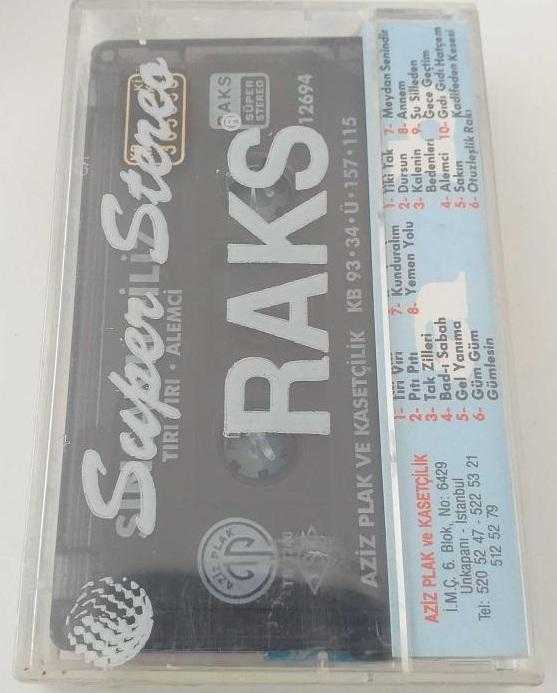 Super Stereo
TIRI VIRI • ALEMCİ
RAKS
RAKS
SÜPER
STEREO
12694
AZİZ PLAK VE KASETÇİLİK KB 93•34•Ü•157•115
AZİZ PLAK
AZİZ PLAK ve KASETÇİLİK
İ.M.Ç. 6. Blok, No: 6429
Unkapanı - İstanbul
Tel: 520 52 47 - 522 53 21
512 52 79
1- Tiri Viri
2- Pıtı Pıtı
3- Tak Zilleri
4- Bad-ı Sabah
5- Gel Yanıma
6- Güm Güm
Gümlesin
7- Kunduralım
8- Yemen Yolu
1- Tiki Tak
2- Dursun
3- Kalenin
Bedenleri
4- Alemci
5- Sakın
6- Otuzleşlik Rakı
7- Meydan Senindir
8- Annem
9- Su Silleden
Gece Geçtim
10- Gıdı Gıdı Hatçem
Kadifeden Kesesi